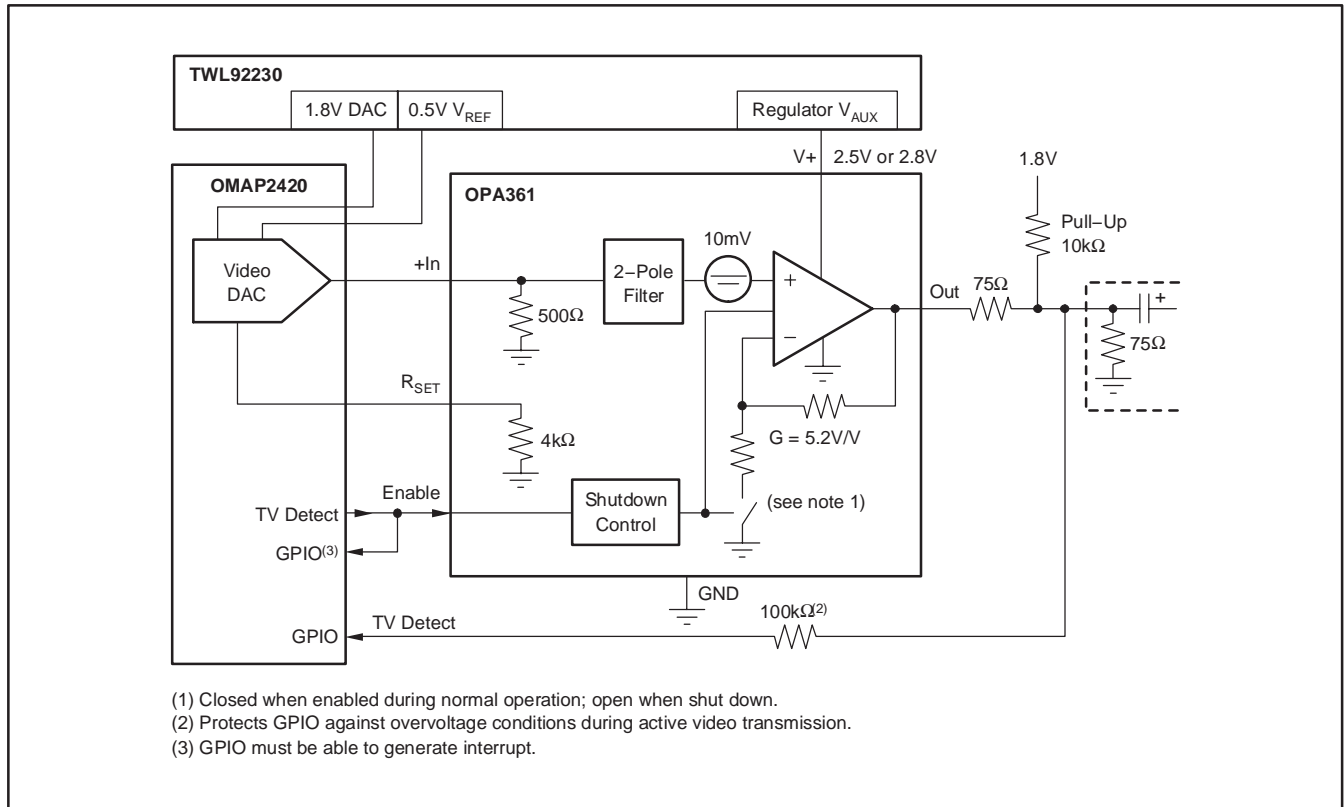 TWL92230
1.8V DAC
0.5V VREF
Regulator VAUX
V+
2.5V or 2.8V
1.8V
OMAP2420
OPA361
Pull−Up
10kΩ
10mV
Video
DAC
+In
2−Pole
Filter
+
Out
75Ω
+
500Ω
−
75Ω
RSET
4kΩ
G = 5.2V/V
Enable
Shutdown
Control
(see note 1)
TV Detect
GPIO(3)
GND
100kΩ(2)
GPIO
TV Detect
(1) Closed when enabled during normal operation; open when shut down.
(2) Protects GPIO against overvoltage conditions during active video transmission.
(3) GPIO must be able to generate interrupt.